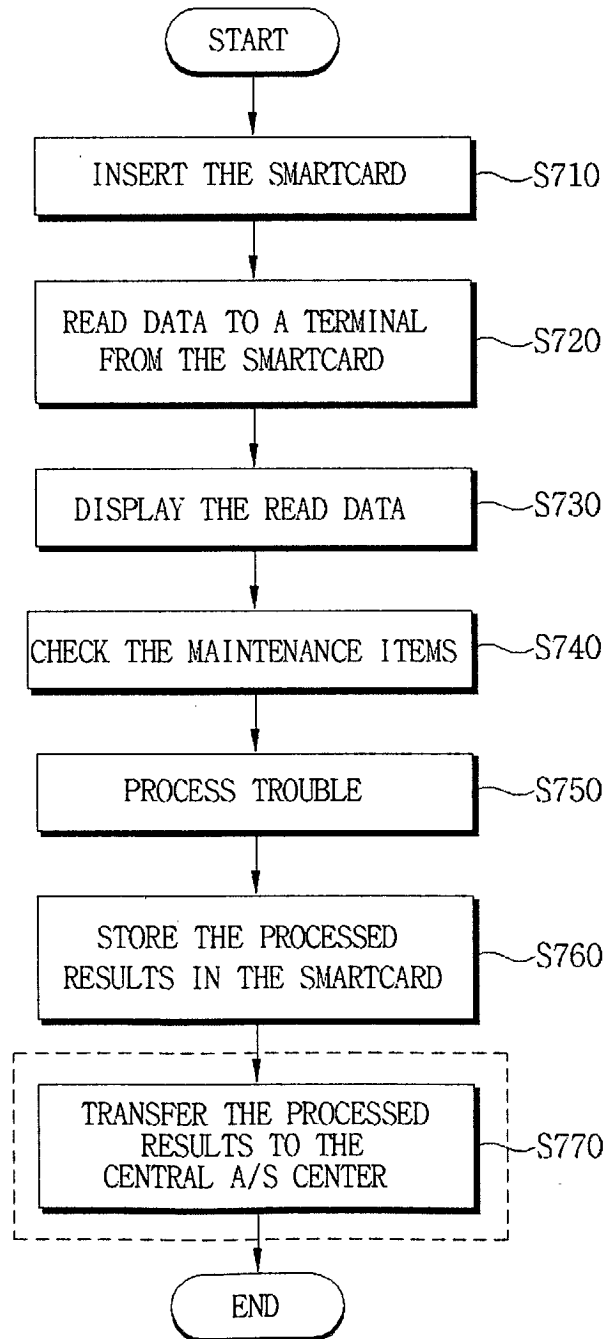 START
INSERT THE SMARTCARD
S710
READ DATA TO A TERMINAL
FROM THE SMARTCARD
S720
DISPLAY THE READ DATA
S730
CHECK THE MAINTENANCE ITEMS
S740
PROCESS TROUBLE
S750
STORE THE PROCESSED
RESULTS IN THE SMARTCARD
S760
TRANSFER THE PROCESSED
RESULTS TO THE
CENTRAL A/S CENTER
S770
END